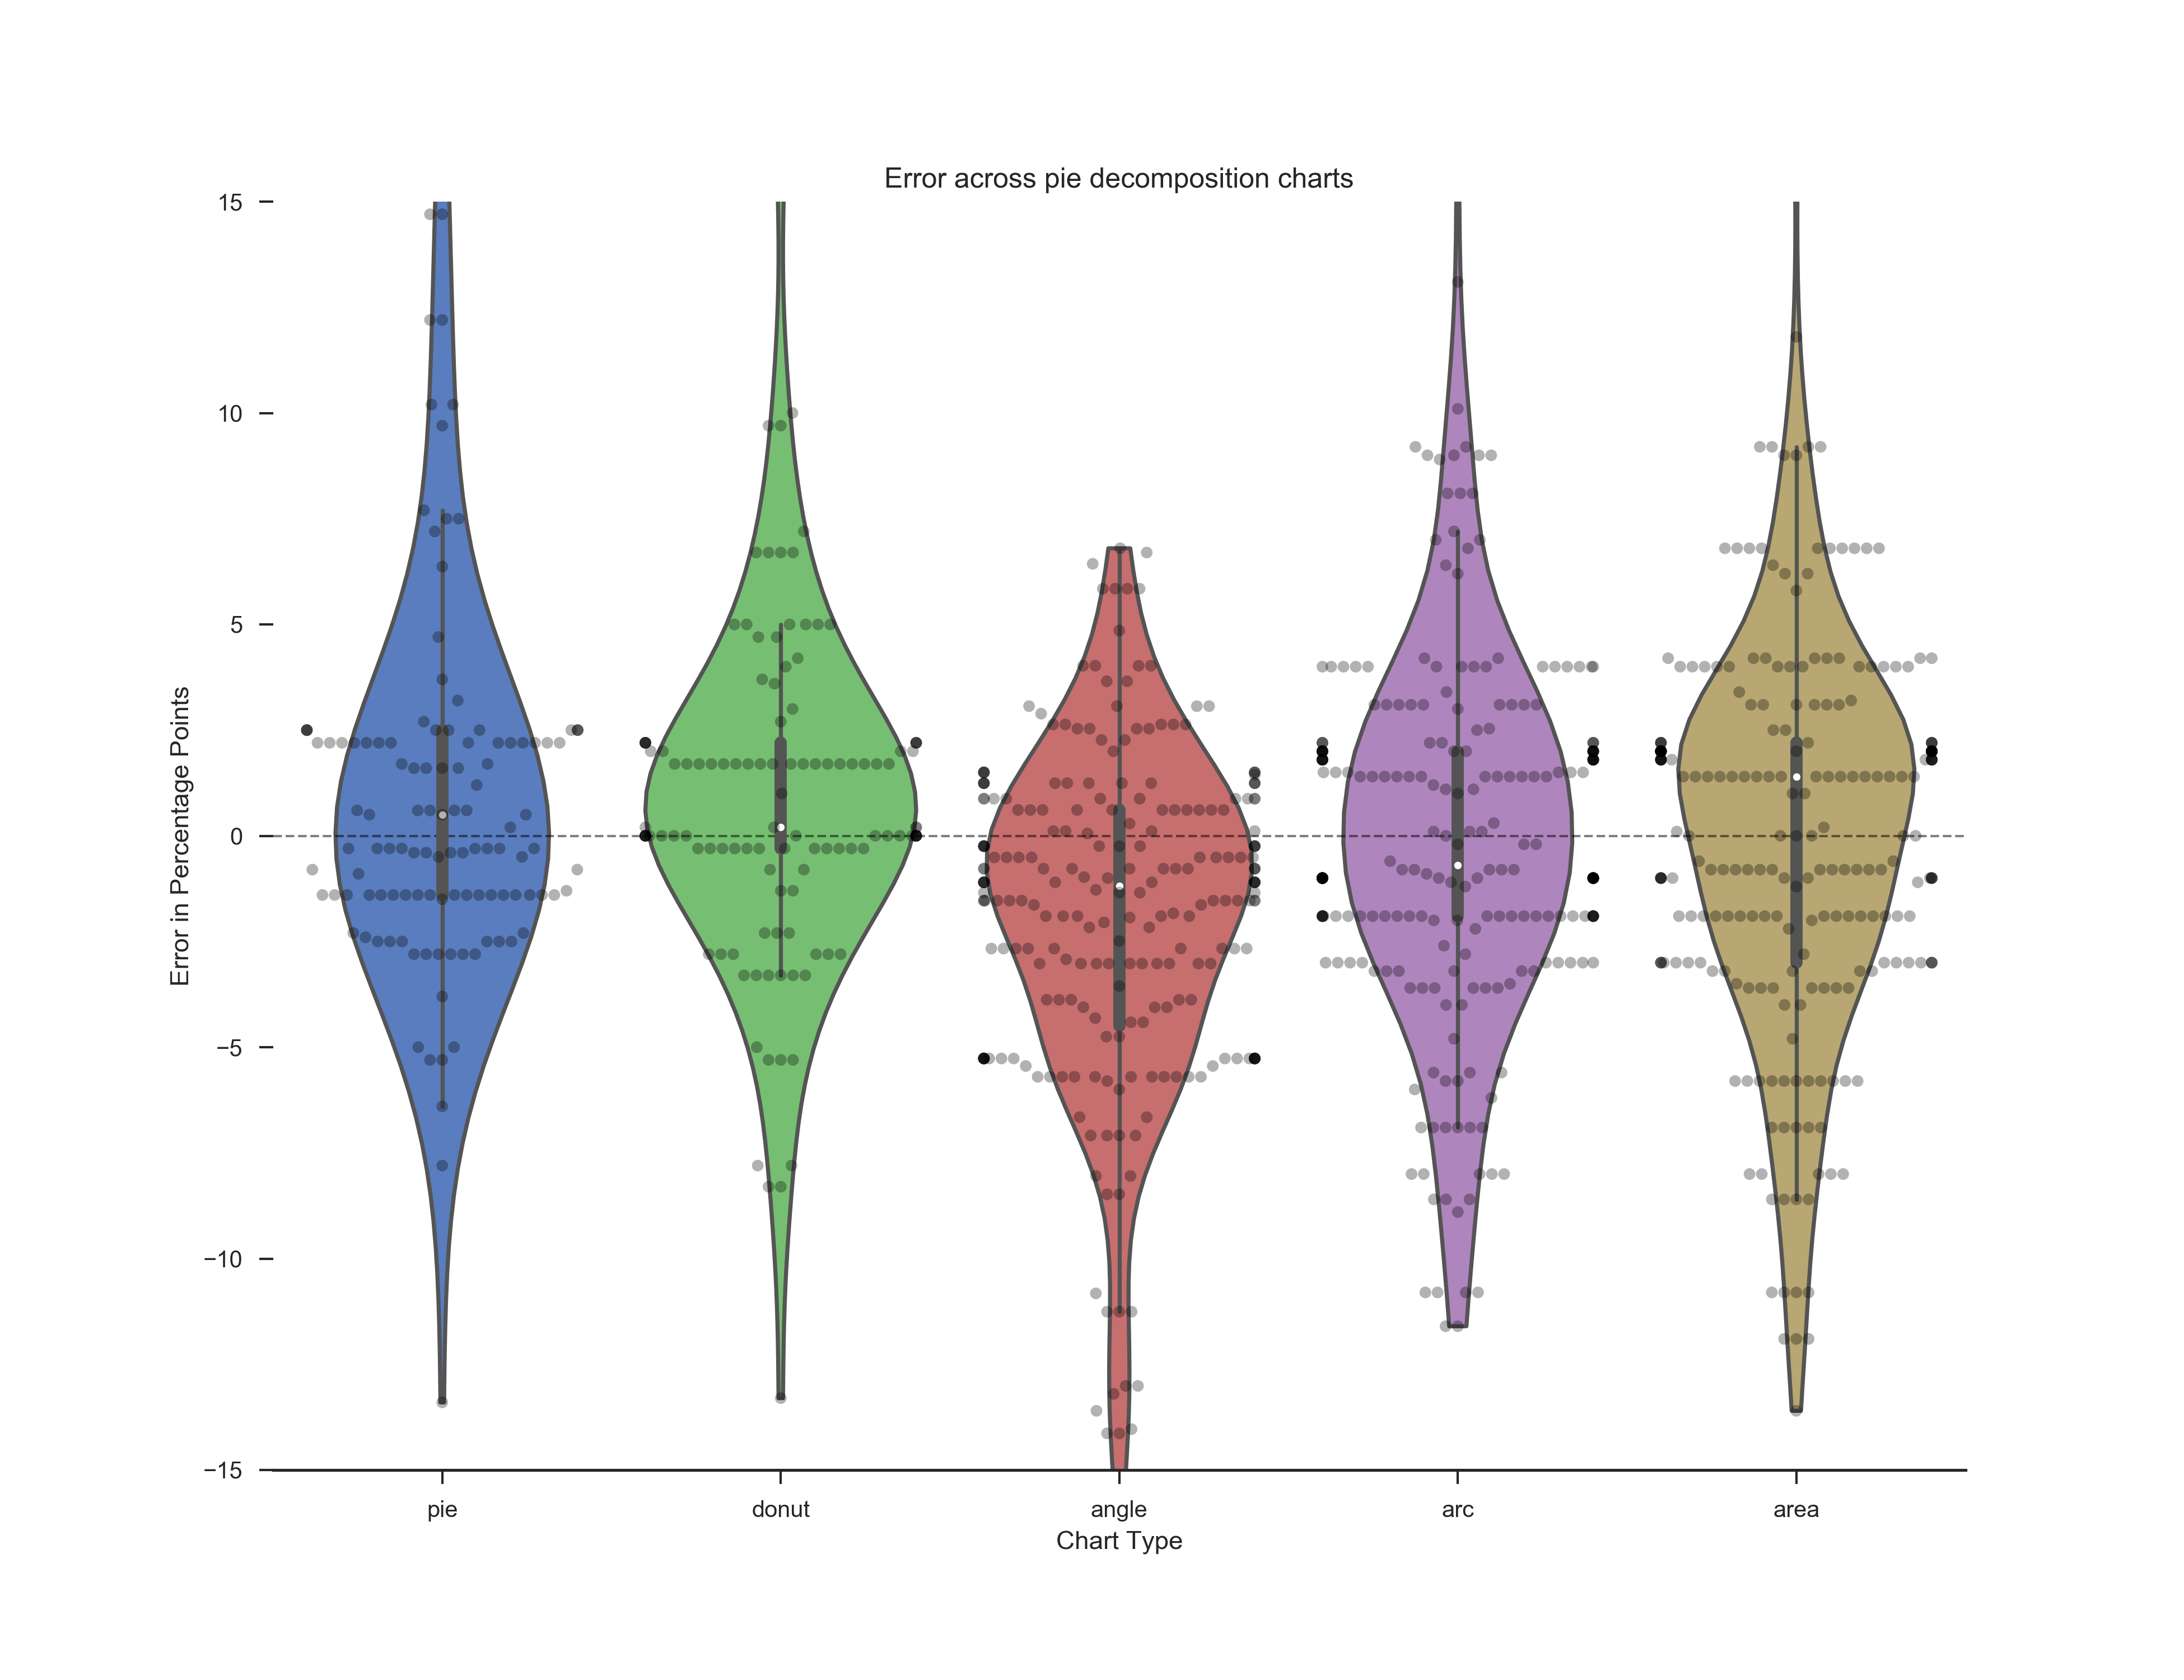 Error across pie decomposition charts
15
10
5
0
−5
−10
−15
Error in Percentage Points
pie donut angle arc area
Chart Type